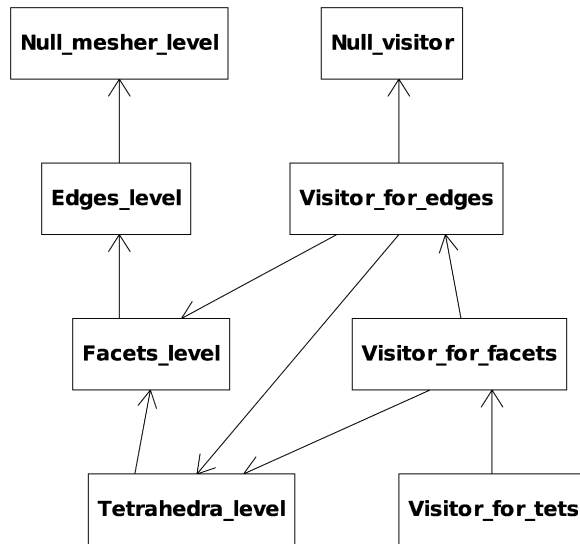 Null_mesher_level
Null_visitor
Edges_level
Visitor_for_edges
Facets_level
Visitor_for_facets
Tetrahedra_level
Visitor_for_tets